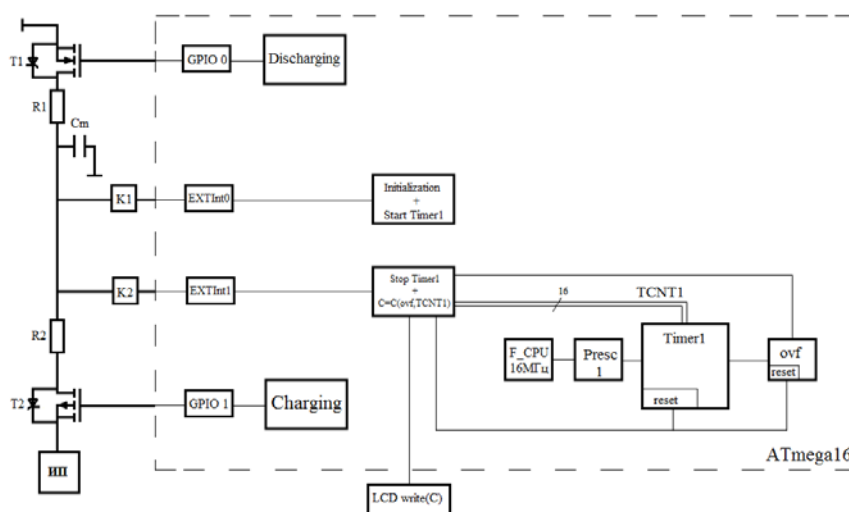 T1
GPIO 0
Discharging
R1
Cm
K1
EXTInt0
Initialization
+
Start Timer1
K2
EXTInt1
Stop Timer1
+
C=C(ovf,TCNT1)
16
TCNT1
R2
F_CPU
16МГц
Presc
1
Timer1
reset
ovf
reset
T2
GPIO 1
Charging
ATmega16
ИП
LCD write(C)